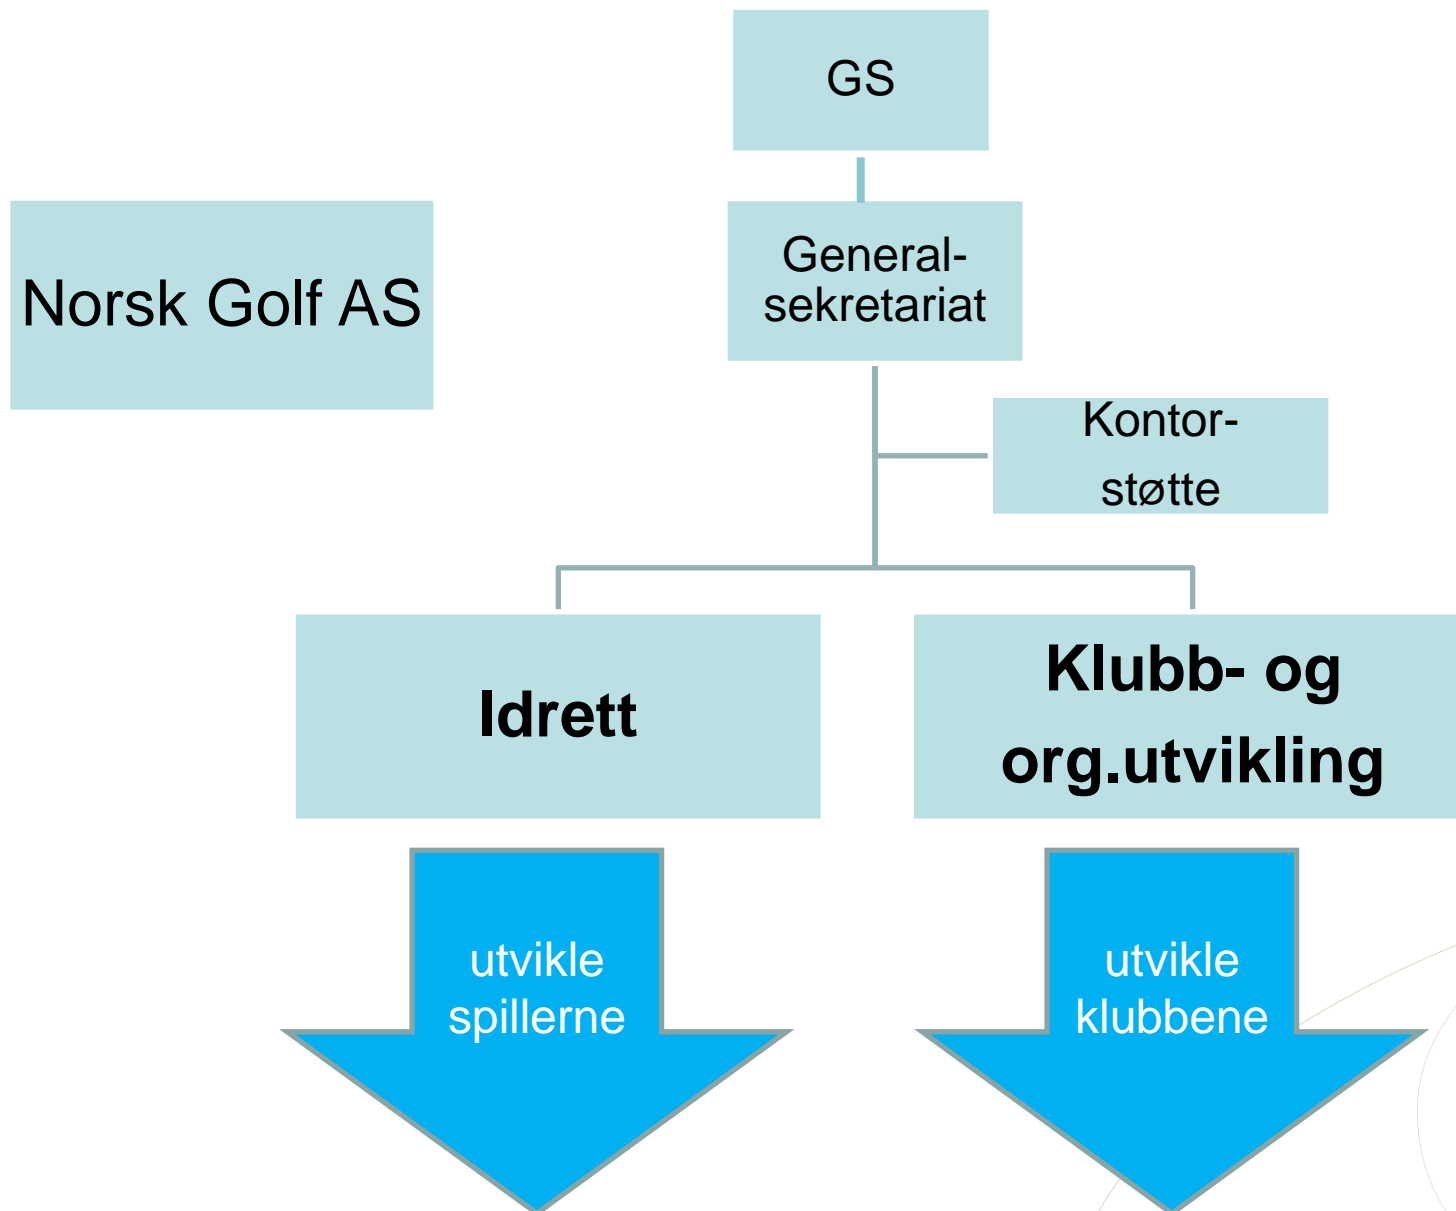 GS
Norsk Golf AS
General-
sekretariat
Kontor-
støtte
Idrett
Klubb- og
org.utvikling
utvikle
spillerne
utvikle
klubbene